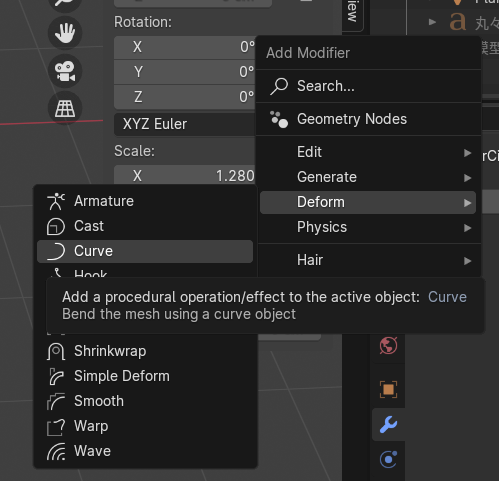 Rotation:
X 0°
Y 0°
Z 0°
XYZ Euler
Scale:
X 1.280
iew
丸
模型
Add Modifier
Search...
Geometry Nodes
Edit
Generate
Deform
Physics
Hair
Armature
Cast
Curve
Hook
Add a procedural operation/effect to the active object: Curve
Bend the mesh using a curve object
Shrinkwrap
Simple Deform
Smooth
Warp
Wave